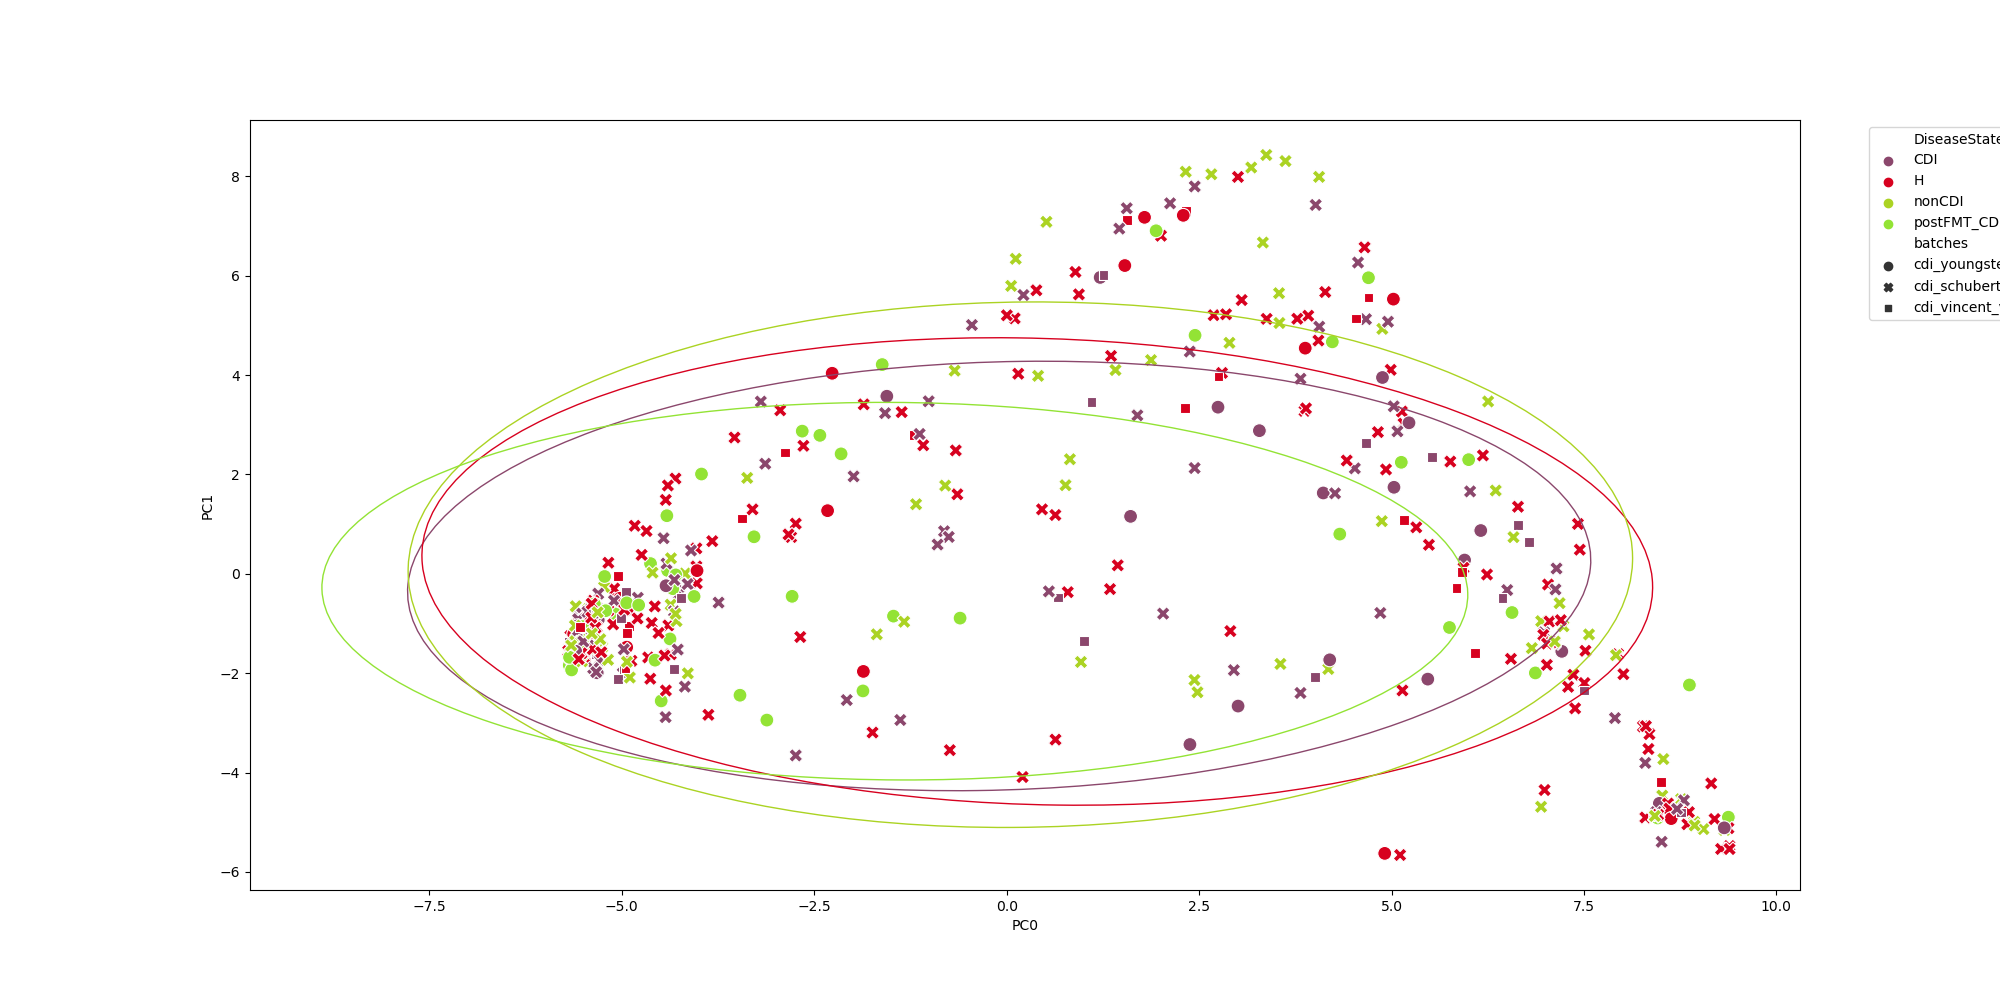 DiseaseState
CDI
H
nonCDI
postFMT_CD
batches
cdi_youngste
cdi_schubert
cdi_vincent_
8
6
4
2
0
−2
−4
−6
PC1
−7.5
−5.0
−2.5
0.0
2.5
5.0
7.5
10.0
PC0